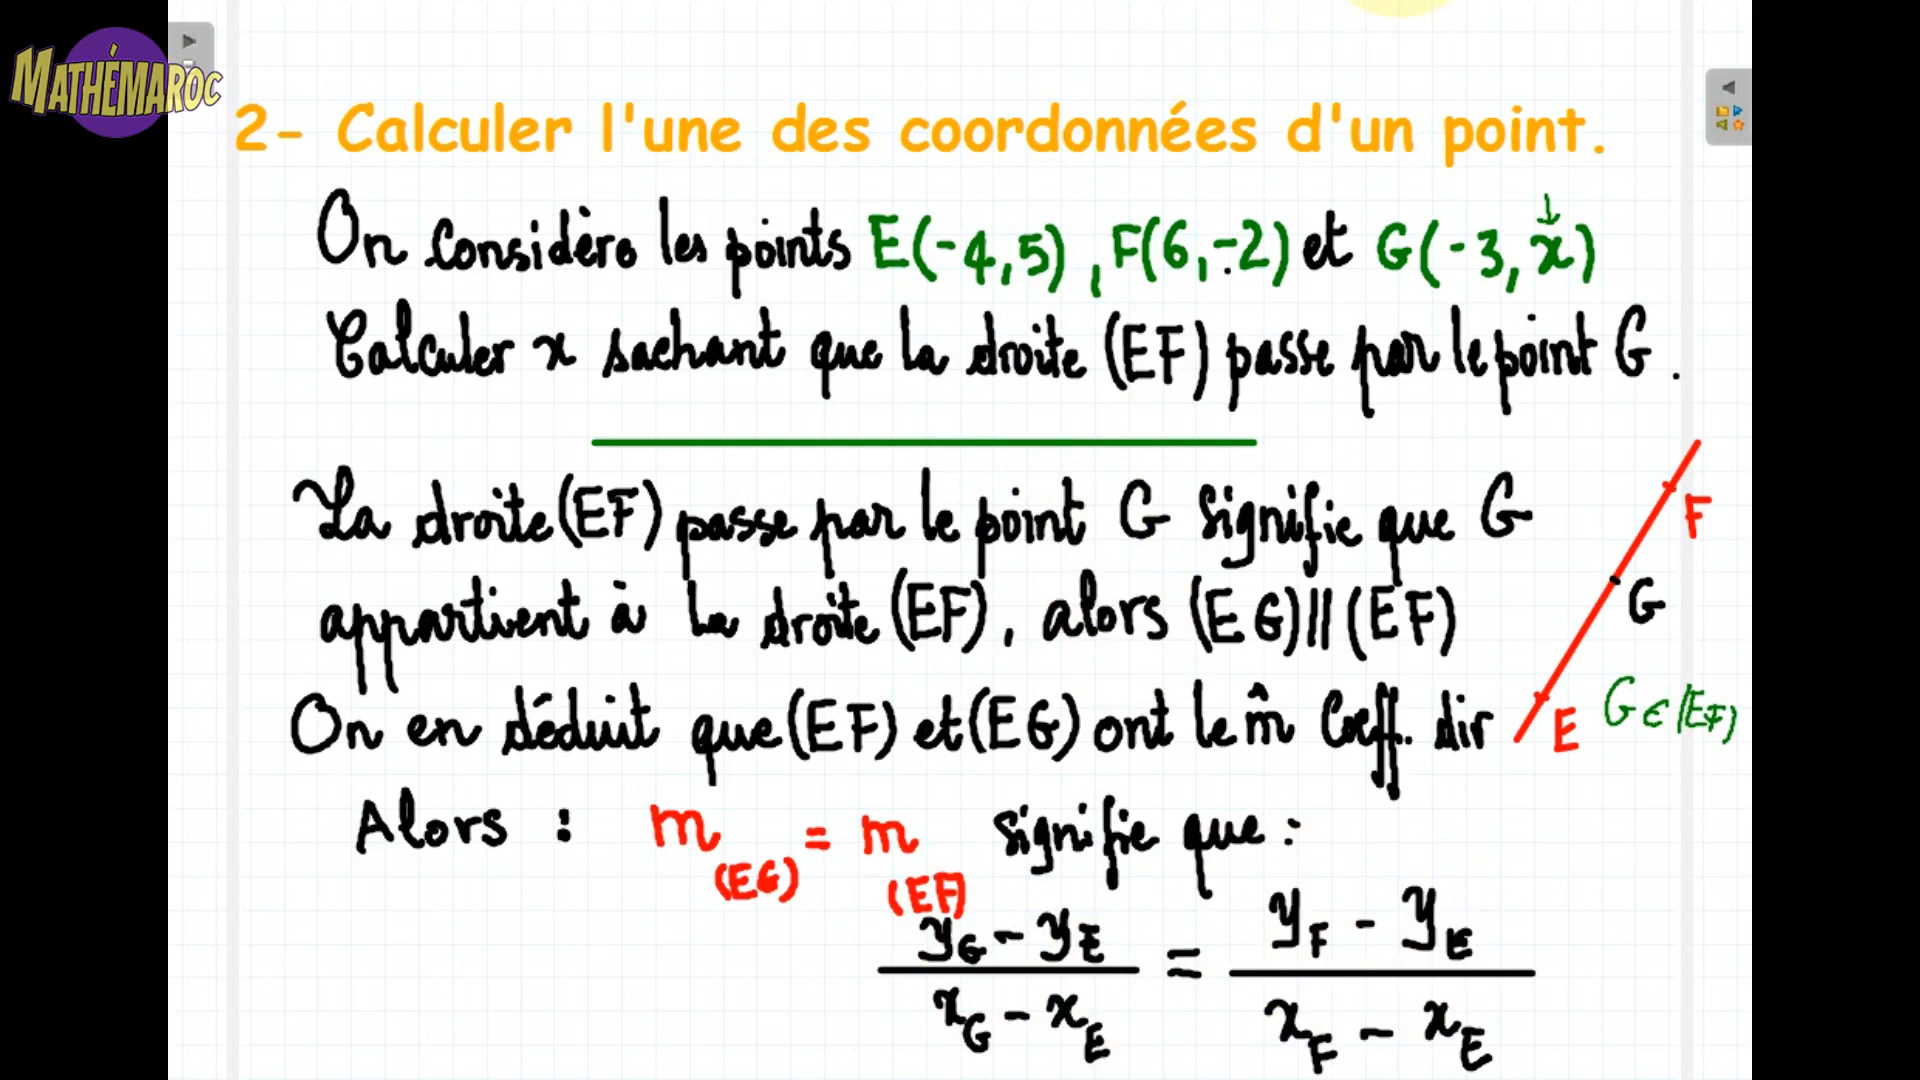 MATHÉMAROC
2- Calculer l'une des coordonnées d'un point.
On considère les points E(-4,5), F(6,-2) et G(-3,x)
Calculer x sachant que la droite (EF) passe par le point G.
La droite (EF) passe par le point G signifie que G
appartient à la droite (EF), alors (EG)//(EF)
On en déduit que (EF) et (EG) ont le m̂ Coeff. dir
F
G
E
G ∈ (EF)
Alors : m(EG) = m(EF) signifie que :
yG - yE = yF - yE
xG - xE xF - xE